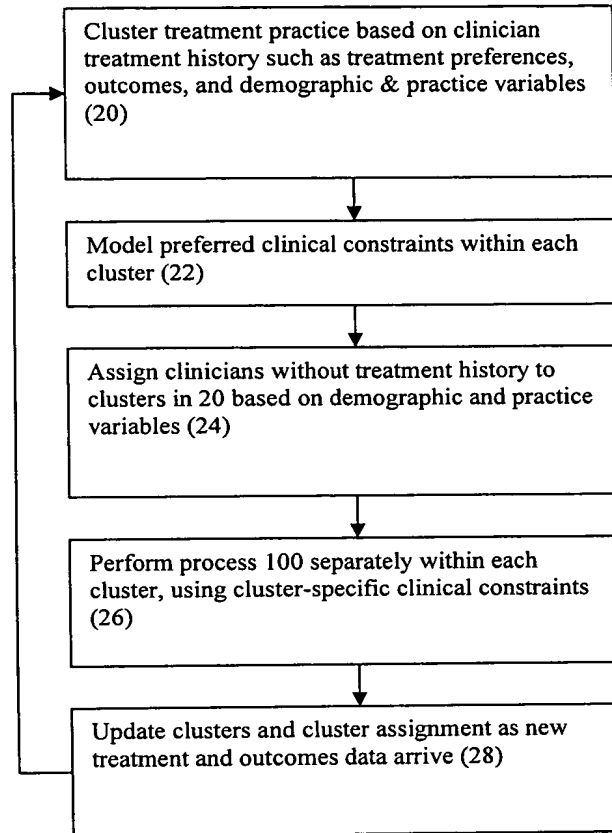 Cluster treatment practice based on clinician
treatment history such as treatment preferences,
outcomes, and demographic & practice variables
(20)
Model preferred clinical constraints within each
cluster (22)
Assign clinicians without treatment history to
clusters in 20 based on demographic and practice
variables (24)
Perform process 100 separately within each
cluster, using cluster-specific clinical constraints
(26)
Update clusters and cluster assignment as new
treatment and outcomes data arrive (28)